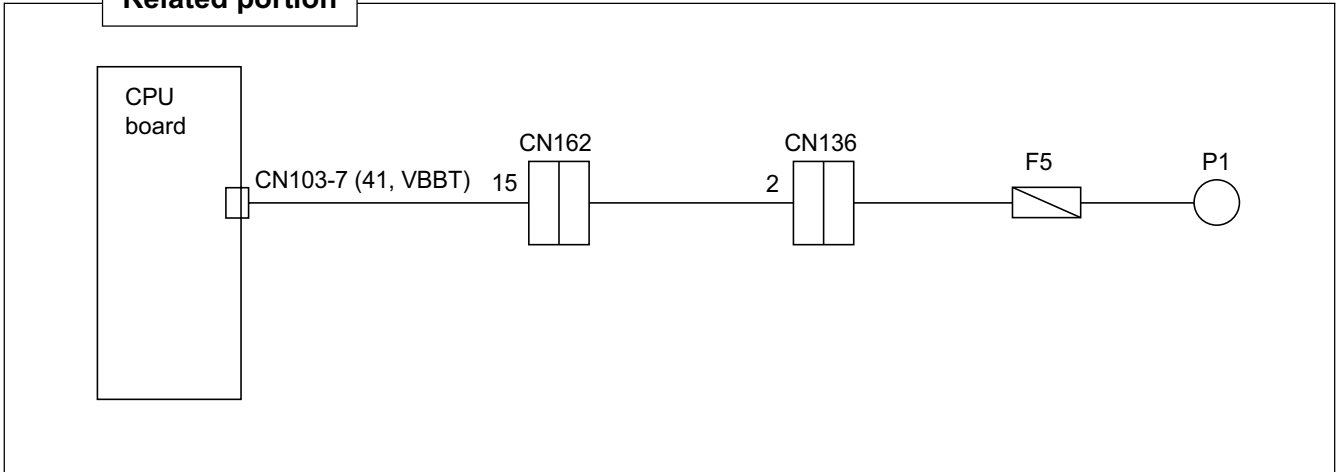 Related portion
CPU
board
CN103-7 (41, VBBT)
15
CN162
2
CN136
F5
P1